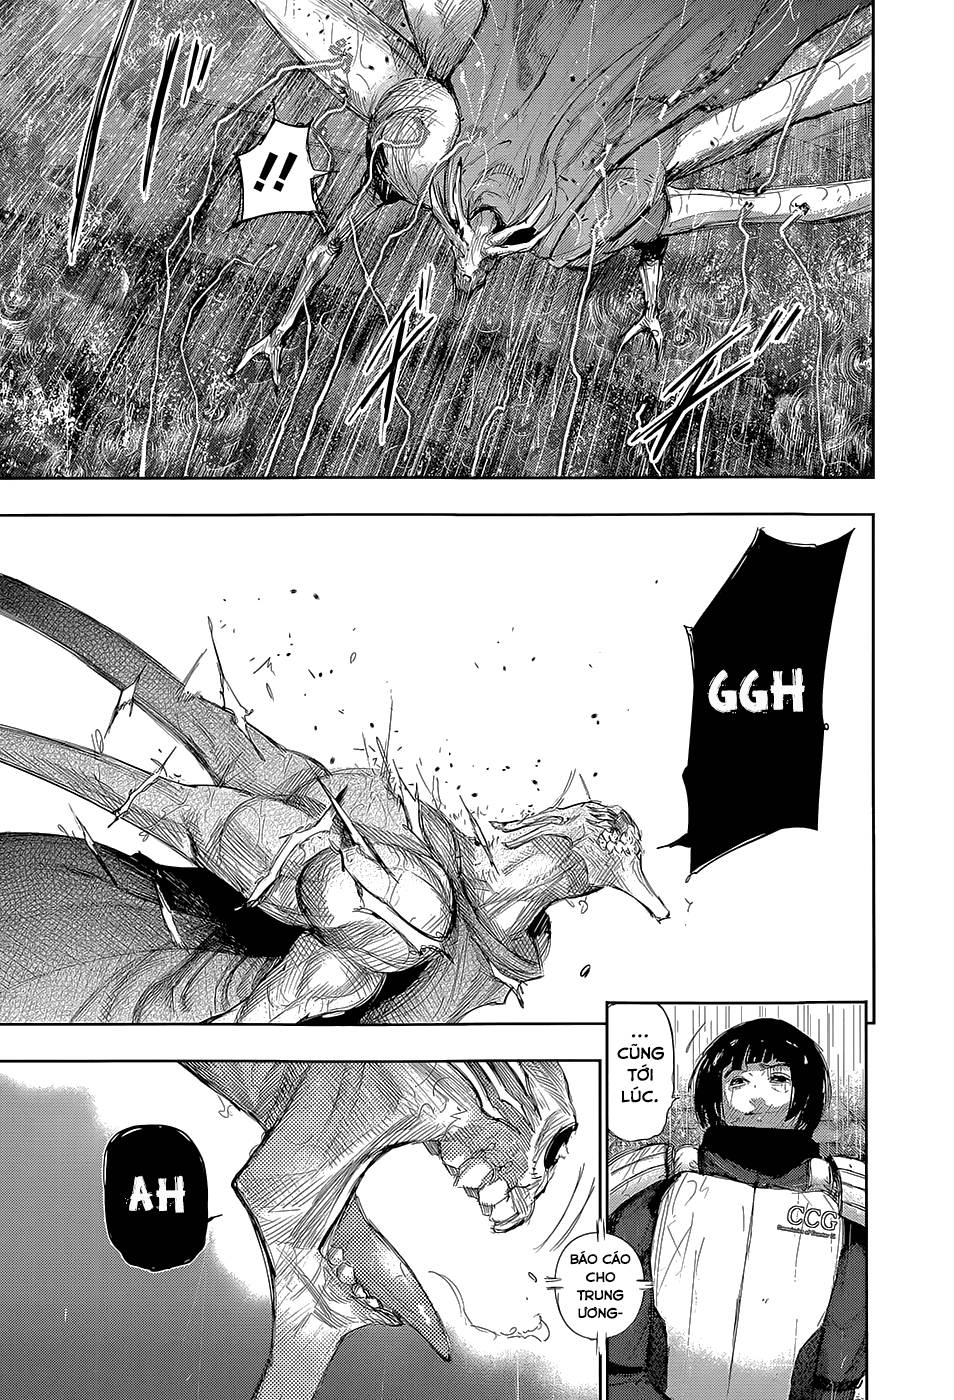 !!
GGH
...
CŨNG
TỚI
LÚC.
CCG
BÁO CÁO
CHO
TRUNG
ƯƠNG-
AH